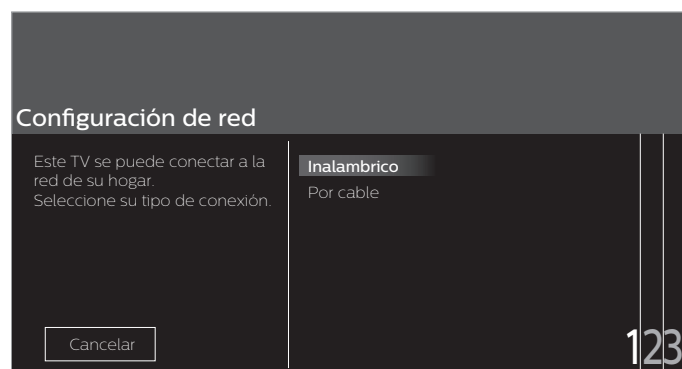 Configuración de red
Este TV se puede conectar a la
red de su hogar.
Seleccione su tipo de conexión.
Inalambrico
Por cable
Cancelar
123